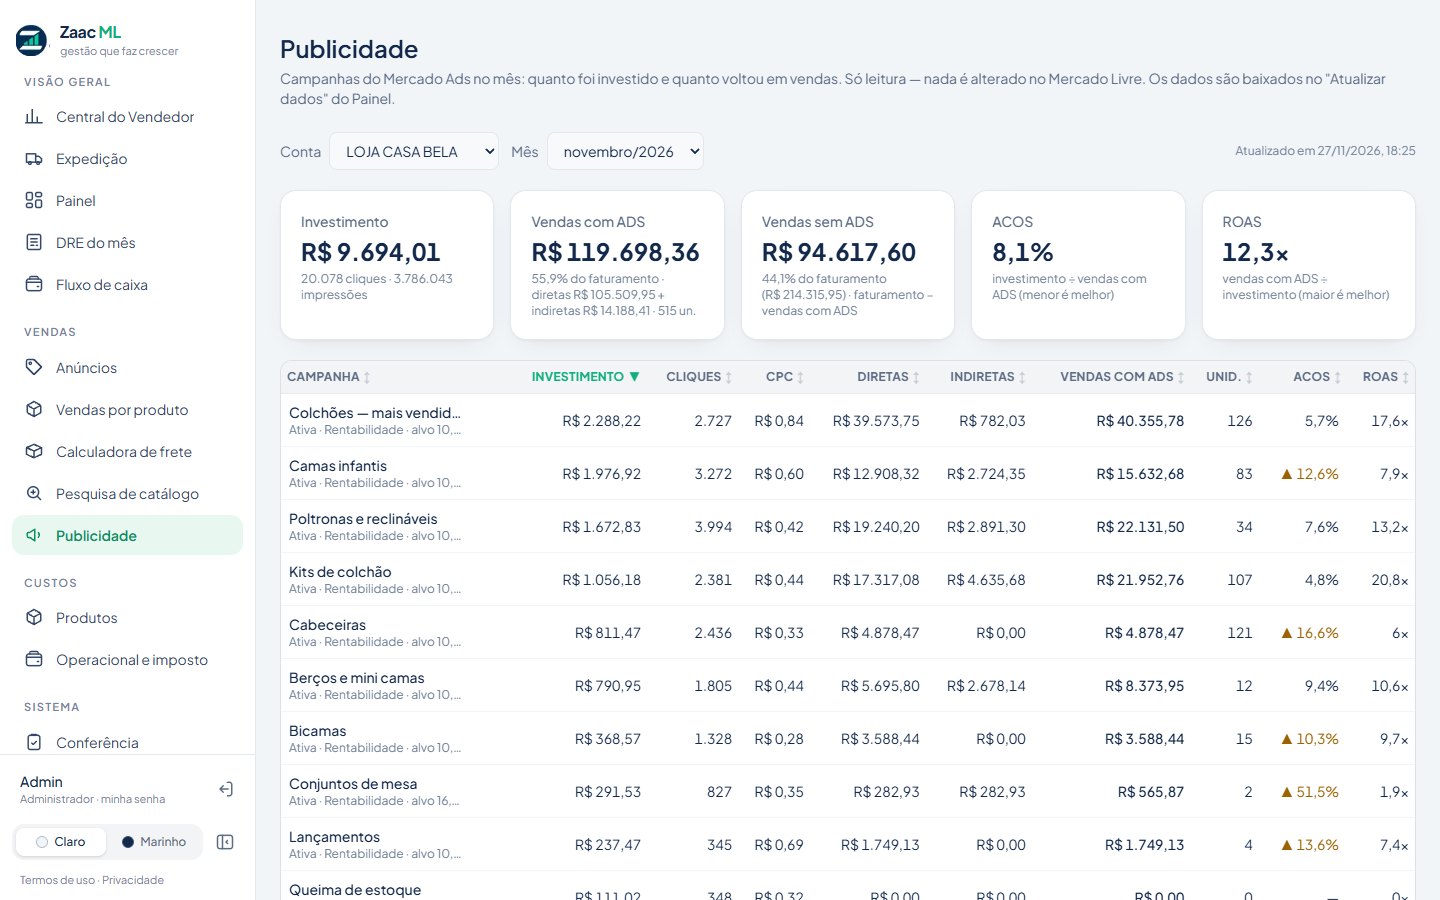 Zaac ML
gestão que faz crescer
VISÃO GERAL
Central do Vendedor
Expedição
Painel
DRE do mês
Fluxo de caixa
VENDAS
Anúncios
Vendas por produto
Calculadora de frete
Pesquisa de catálogo
Publicidade
CUSTOS
Produtos
Operacional e imposto
SISTEMA
Conferência
Admin
Administrador · minha senha
Claro Marinho
Termos de uso · Privacidade
Publicidade
Campanhas do Mercado Ads no mês: quanto foi investido e quanto voltou em vendas. Só leitura — nada é alterado no Mercado Livre. Os dados são baixados no "Atualizar
dados" do Painel.
Conta LOJA CASA BELA Mês novembro/2026 Atualizado em 27/11/2026, 18:25
Investimento
R$ 9.694,01
20.078 cliques · 3.786.043
impressões
Vendas com ADS
R$ 119.698,36
55,9% do faturamento ·
diretas R$ 105.509,95 +
indiretas R$ 14.188,41 · 515 un.
Vendas sem ADS
R$ 94.617,60
44,1% do faturamento
(R$ 214.315,95) · faturamento −
vendas com ADS
ACOS
8,1%
investimento ÷ vendas com
ADS (menor é melhor)
ROAS
12,3×
vendas com ADS ÷
investimento (maior é melhor)
CAMPANHA ↕ INVESTIMENTO ▼ CLIQUES ↕ CPC ↕ DIRETAS ↕ INDIRETAS ↕ VENDAS COM ADS ↕ UNID. ↕ ACOS ↕ ROAS ↕
Colchões — mais vendid… R$ 2.288,22 2.727 R$ 0,84 R$ 39.573,75 R$ 782,03 R$ 40.355,78 126 5,7% 17,6×
Ativa · Rentabilidade · alvo 10,…
Camas infantis R$ 1.976,92 3.272 R$ 0,60 R$ 12.908,32 R$ 2.724,35 R$ 15.632,68 83 ▲ 12,6% 7,9×
Ativa · Rentabilidade · alvo 10,…
Poltronas e reclináveis R$ 1.672,83 3.994 R$ 0,42 R$ 19.240,20 R$ 2.891,30 R$ 22.131,50 34 7,6% 13,2×
Ativa · Rentabilidade · alvo 10,…
Kits de colchão R$ 1.056,18 2.381 R$ 0,44 R$ 17.317,08 R$ 4.635,68 R$ 21.952,76 107 4,8% 20,8×
Ativa · Rentabilidade · alvo 10,…
Cabeceiras R$ 811,47 2.436 R$ 0,33 R$ 4.878,47 R$ 0,00 R$ 4.878,47 121 ▲ 16,6% 6×
Ativa · Rentabilidade · alvo 10,…
Berços e mini camas R$ 790,95 1.805 R$ 0,44 R$ 5.695,80 R$ 2.678,14 R$ 8.373,95 12 9,4% 10,6×
Ativa · Rentabilidade · alvo 10,…
Bicamas R$ 368,57 1.328 R$ 0,28 R$ 3.588,44 R$ 0,00 R$ 3.588,44 15 ▲ 10,3% 9,7×
Ativa · Rentabilidade · alvo 10,…
Conjuntos de mesa R$ 291,53 827 R$ 0,35 R$ 282,93 R$ 282,93 R$ 565,87 2 ▲ 51,5% 1,9×
Ativa · Rentabilidade · alvo 16,…
Lançamentos R$ 237,47 345 R$ 0,69 R$ 1.749,13 R$ 0,00 R$ 1.749,13 4 ▲ 13,6% 7,4×
Ativa · Rentabilidade · alvo 10,…
Queima de estoque R$ 111,02 348 R$ 0,32 R$ 0,00 R$ 0,00 R$ 0,00 0 — 0×